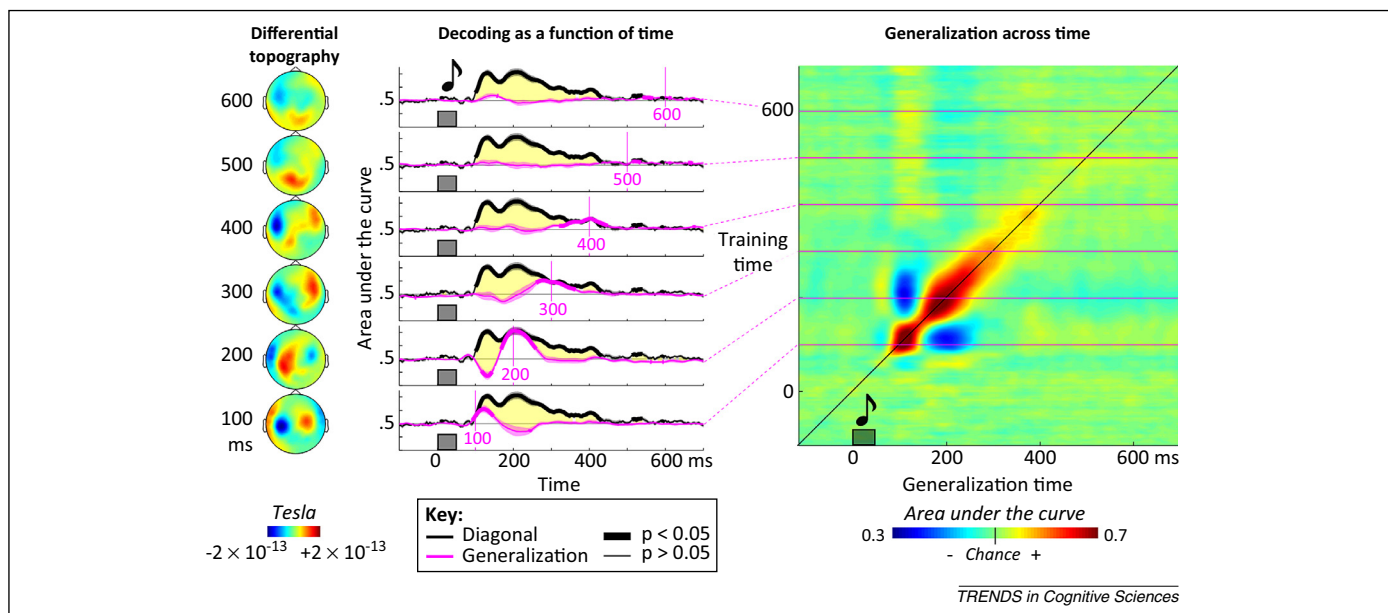 Differential
topography
Decoding as a function of time
Generalization across time
600
500
400
300
200
100
ms
Area under the curve
.5
600
.5
500
.5
400
.5
300
.5
200
.5
100
0 200 400 600 ms
Time
Training
time
600
0
0 200 400 600 ms
Generalization time
Tesla
-2 × 10-13 +2 × 10-13
Key:
Diagonal p < 0.05
Generalization p > 0.05
Area under the curve
0.3 0.7
- Chance +
TRENDS in Cognitive Sciences